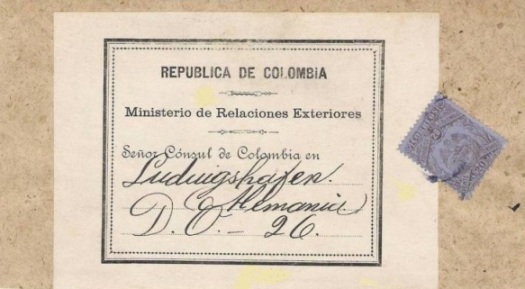 REPUBLICA DE COLOMBIA
Ministerio de Relaciones Exteriores
Señor Cónsul de Colombia en
Ludwigshafen.
Alemania
D. O. - 26.